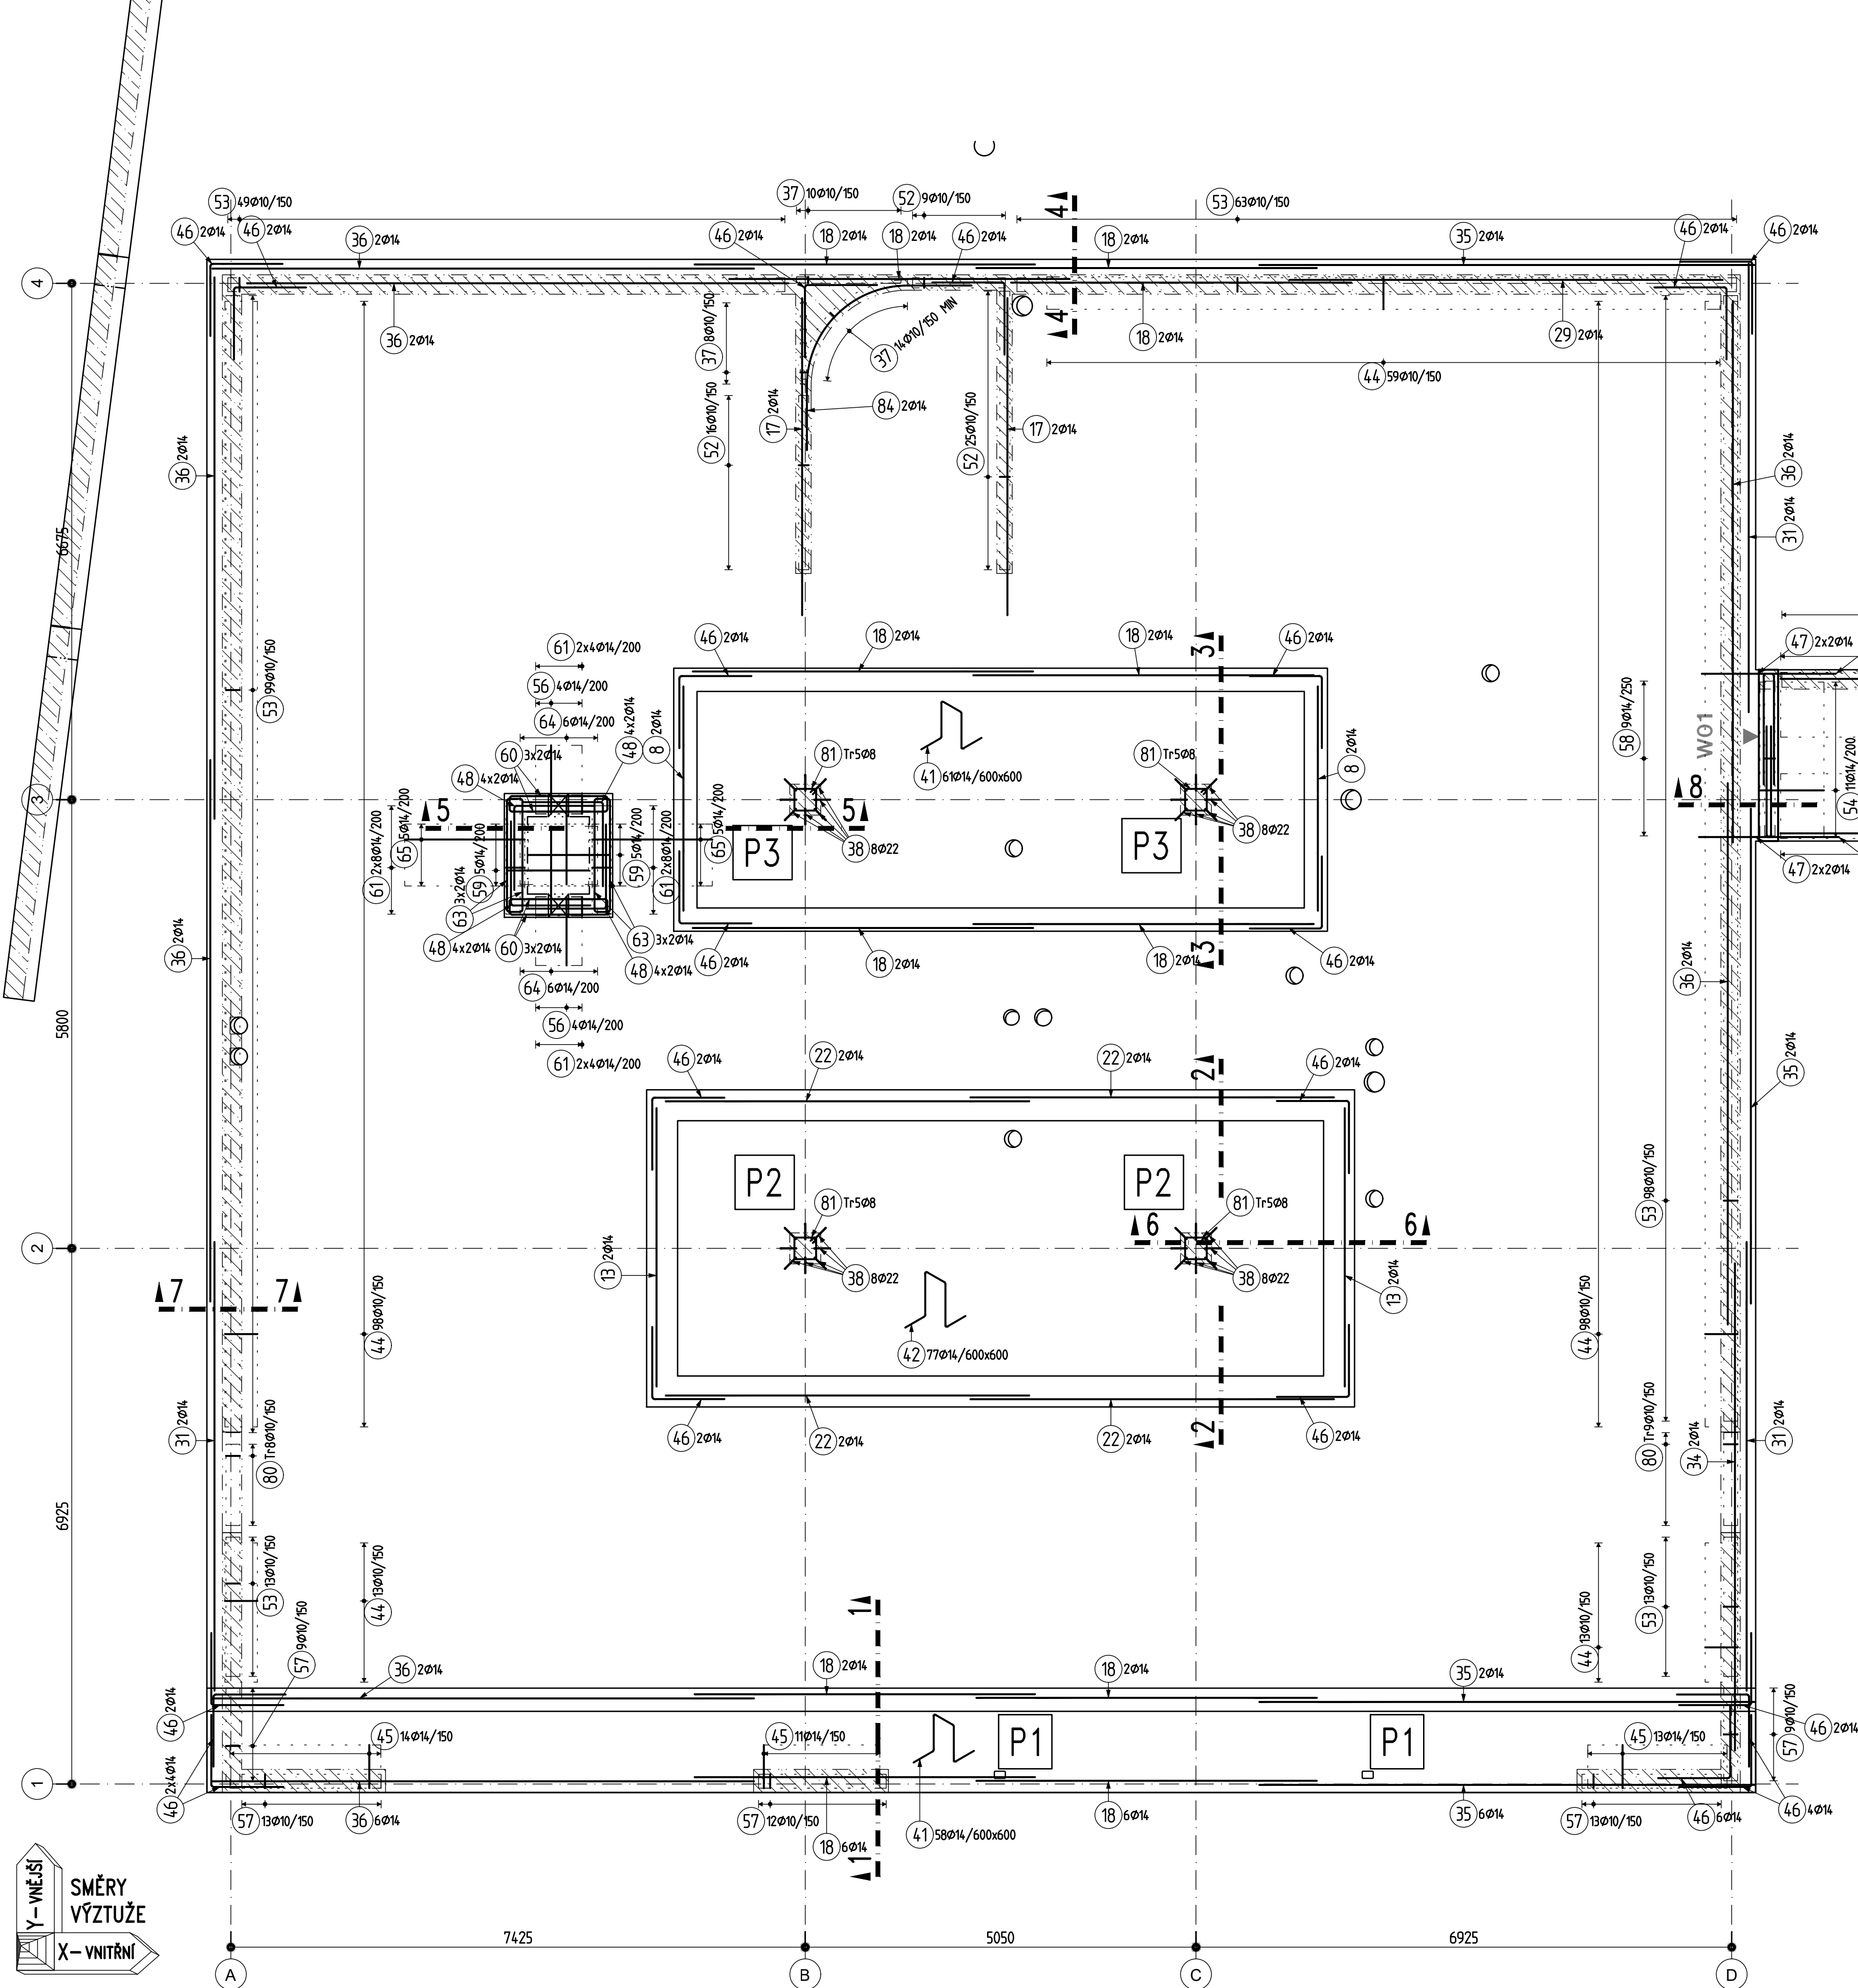 53 49Ø10/150
37 10Ø10/150
52 9Ø10/150
4
53 63Ø10/150
46 2Ø14
46 2Ø14
36 2Ø14
46 2Ø14
18 2Ø14
18 2Ø14
46 2Ø14
18 2Ø14
35 2Ø14
46 2Ø14
46 2Ø14
4
36 2Ø14
37 8Ø10/150
37 14Ø10/150 MIN
4
18 2Ø14
29 2Ø14
44 59Ø10/150
84 2Ø14
17 2Ø14
52 16Ø10/150
52 25Ø10/150
17 2Ø14
36 2Ø14
36 2Ø14
31 2Ø14
6675
53 99Ø10/150
61 2x4Ø14/200
56 4Ø14/200
64 6Ø14/200
48 4x2Ø14
8 2Ø14
60 3x2Ø14
48 4x2Ø14
46 2Ø14
18 2Ø14
18 2Ø14
3
46 2Ø14
47 2x2Ø14
58 9Ø14/250
W01
54 11Ø14/200
8
47 2x2Ø14
81 Tr5Ø8
41 61Ø14/600x600
81 Tr5Ø8
8 2Ø14
3
5
5
61 2x8Ø14/200
65 5Ø14/200
59 5Ø14/200
59 5Ø14/200
61 2x8Ø14/200
65 5Ø14/200
P3
38 8Ø22
P3
38 8Ø22
63 3x2Ø14
48 4x2Ø14
60 3x2Ø14
63 3x2Ø14
48 4x2Ø14
46 2Ø14
18 2Ø14
18 2Ø14
3
46 2Ø14
36 2Ø14
36 2Ø14
64 6Ø14/200
56 4Ø14/200
61 2x4Ø14/200
5800
46 2Ø14
22 2Ø14
22 2Ø14
2
46 2Ø14
35 2Ø14
P2
P2
81 Tr5Ø8
81 Tr5Ø8
6
6
53 98Ø10/150
2
13 2Ø14
38 8Ø22
38 8Ø22
13 2Ø14
7
7
44 98Ø10/150
42 77Ø14/600x600
44 98Ø10/150
31 2Ø14
80 Tr8Ø10/150
46 2Ø14
22 2Ø14
22 2Ø14
2
46 2Ø14
80 Tr9Ø10/150
34 2Ø14
31 2Ø14
6925
53 13Ø10/150
44 13Ø10/150
57 9Ø10/150
1
44 13Ø10/150
53 13Ø10/150
36 2Ø14
18 2Ø14
18 2Ø14
35 2Ø14
46 2Ø14
46 2x4Ø14
45 14Ø14/150
45 11Ø14/150
P1
P1
45 13Ø14/150
57 9Ø10/150
46 2Ø14
1
57 13Ø10/150
36 6Ø14
57 12Ø10/150
18 6Ø14
41 58Ø14/600x600
18 6Ø14
35 6Ø14
57 13Ø10/150
46 6Ø14
46 4Ø14
1
Y- VNĚJŠÍ
SMĚRY
VÝZTUŽE
X- VNITŘNÍ
7425
5050
6925
A
B
C
D